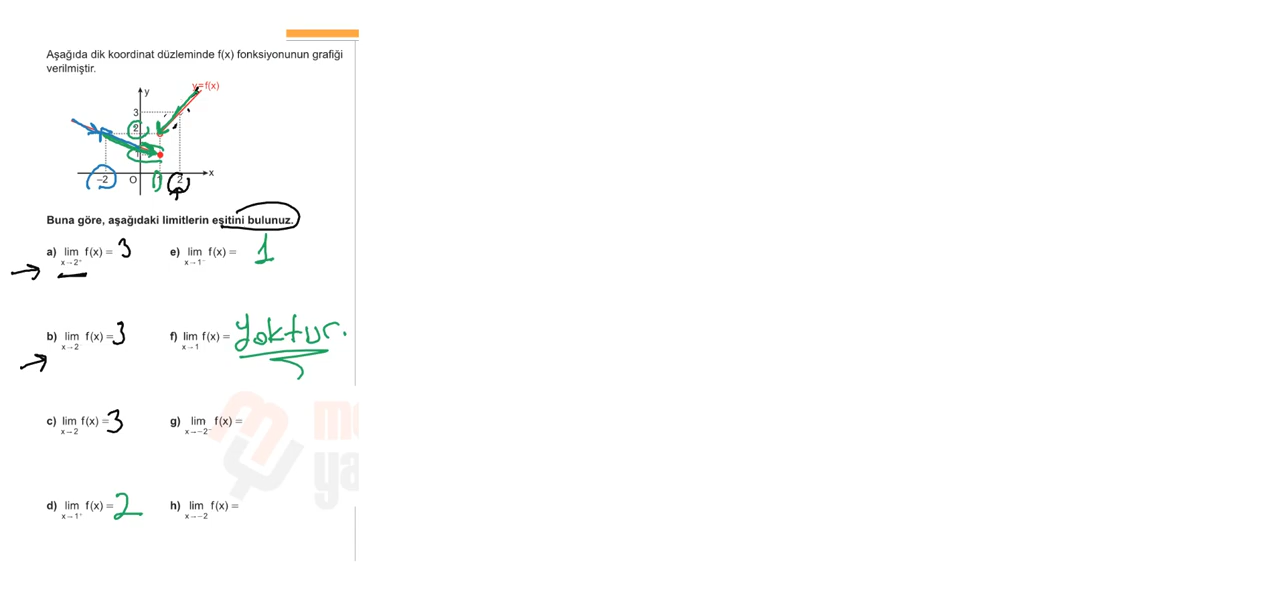 Aşağıda dik koordinat düzleminde f(x) fonksiyonunun grafiği
verilmiştir.
y
y=f(x)
3
2
1
-2
O
1
2
x
Buna göre, aşağıdaki limitlerin eşitini bulunuz.
a) lim f(x) = 3
x→2⁺
e) lim f(x) = 1
x→1⁻
b) lim f(x) = 3
x→2⁻
f) lim f(x) = yoktur.
x→1
c) lim f(x) = 3
x→2
g) lim f(x) =
x→-2⁻
d) lim f(x) = 2
x→1⁺
h) lim f(x) =
x→-2